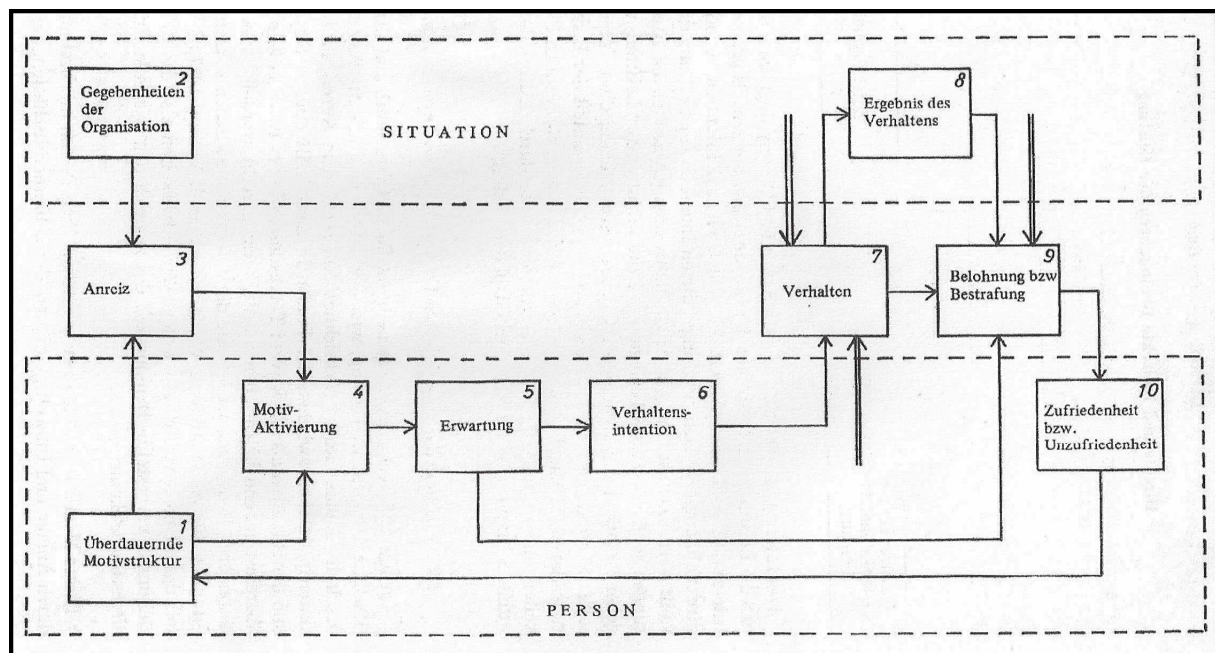 2
Gegebenheiten
der
Organisation
SITUATION
8
Ergebnis des
Verhaltens
3
Anreiz
7
Verhalten
9
Belohnung bzw
Bestrafung
4
Motiv-
Aktivierung
5
Erwartung
6
Verhaltens-
intention
10
Zufriedenheit
bzw.
Unzufriedenheit
1
Überdauernde
Motivstruktur
PERSON